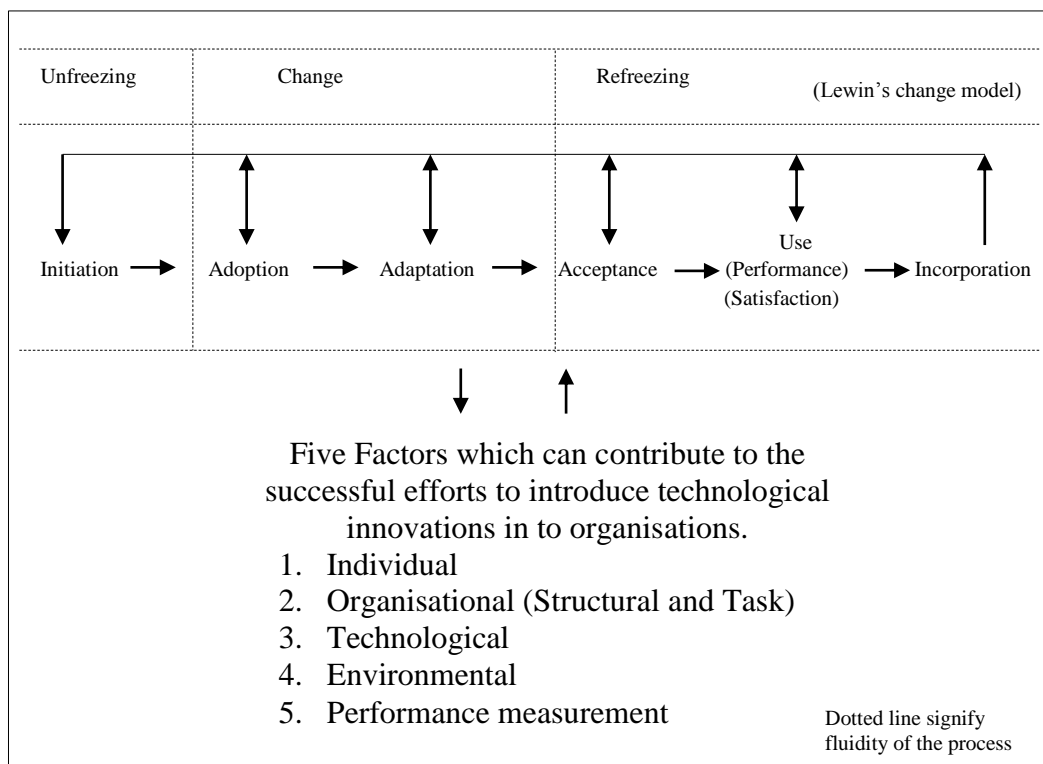 Unfreezing
Change
Refreezing
(Lewin’s change model)
Initiation
Adoption
Adaptation
Acceptance
Use
(Performance)
(Satisfaction)
Incorporation
Five Factors which can contribute to the
successful efforts to introduce technological
innovations in to organisations.
1. Individual
2. Organisational (Structural and Task)
3. Technological
4. Environmental
5. Performance measurement
Dotted line signify
fluidity of the process